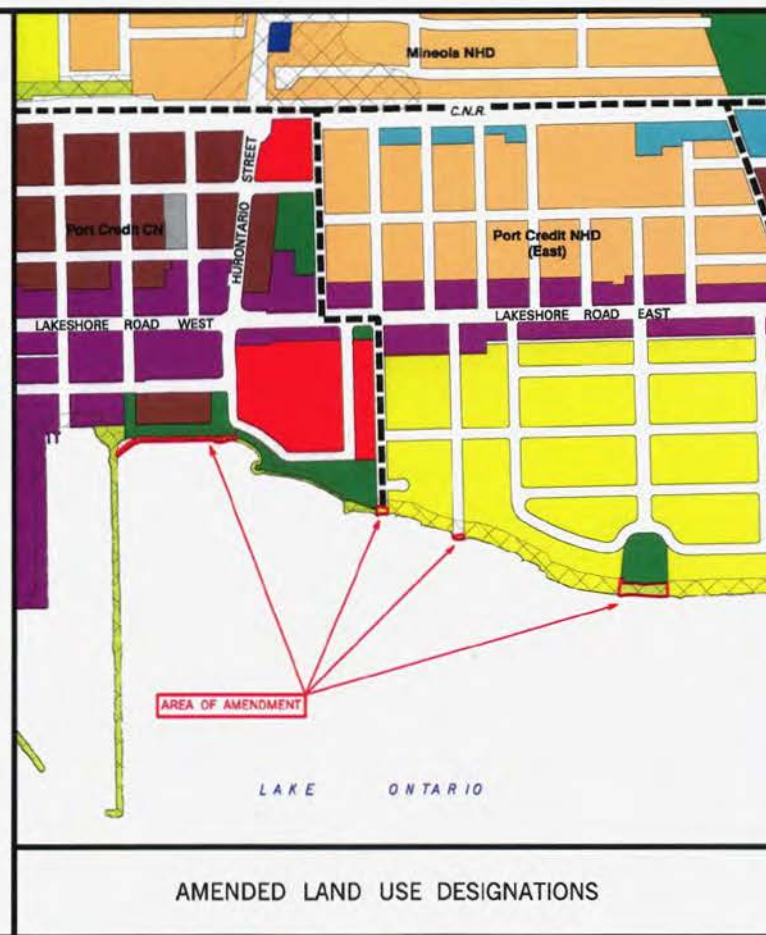 Mineola NHD
C.N.R.
HURONTARIO STREET
Port Credit CN
Port Credit NHD
(East)
LAKESHORE ROAD WEST
LAKESHORE ROAD EAST
AREA OF AMENDMENT
LAKE ONTARIO
AMENDED LAND USE DESIGNATIONS